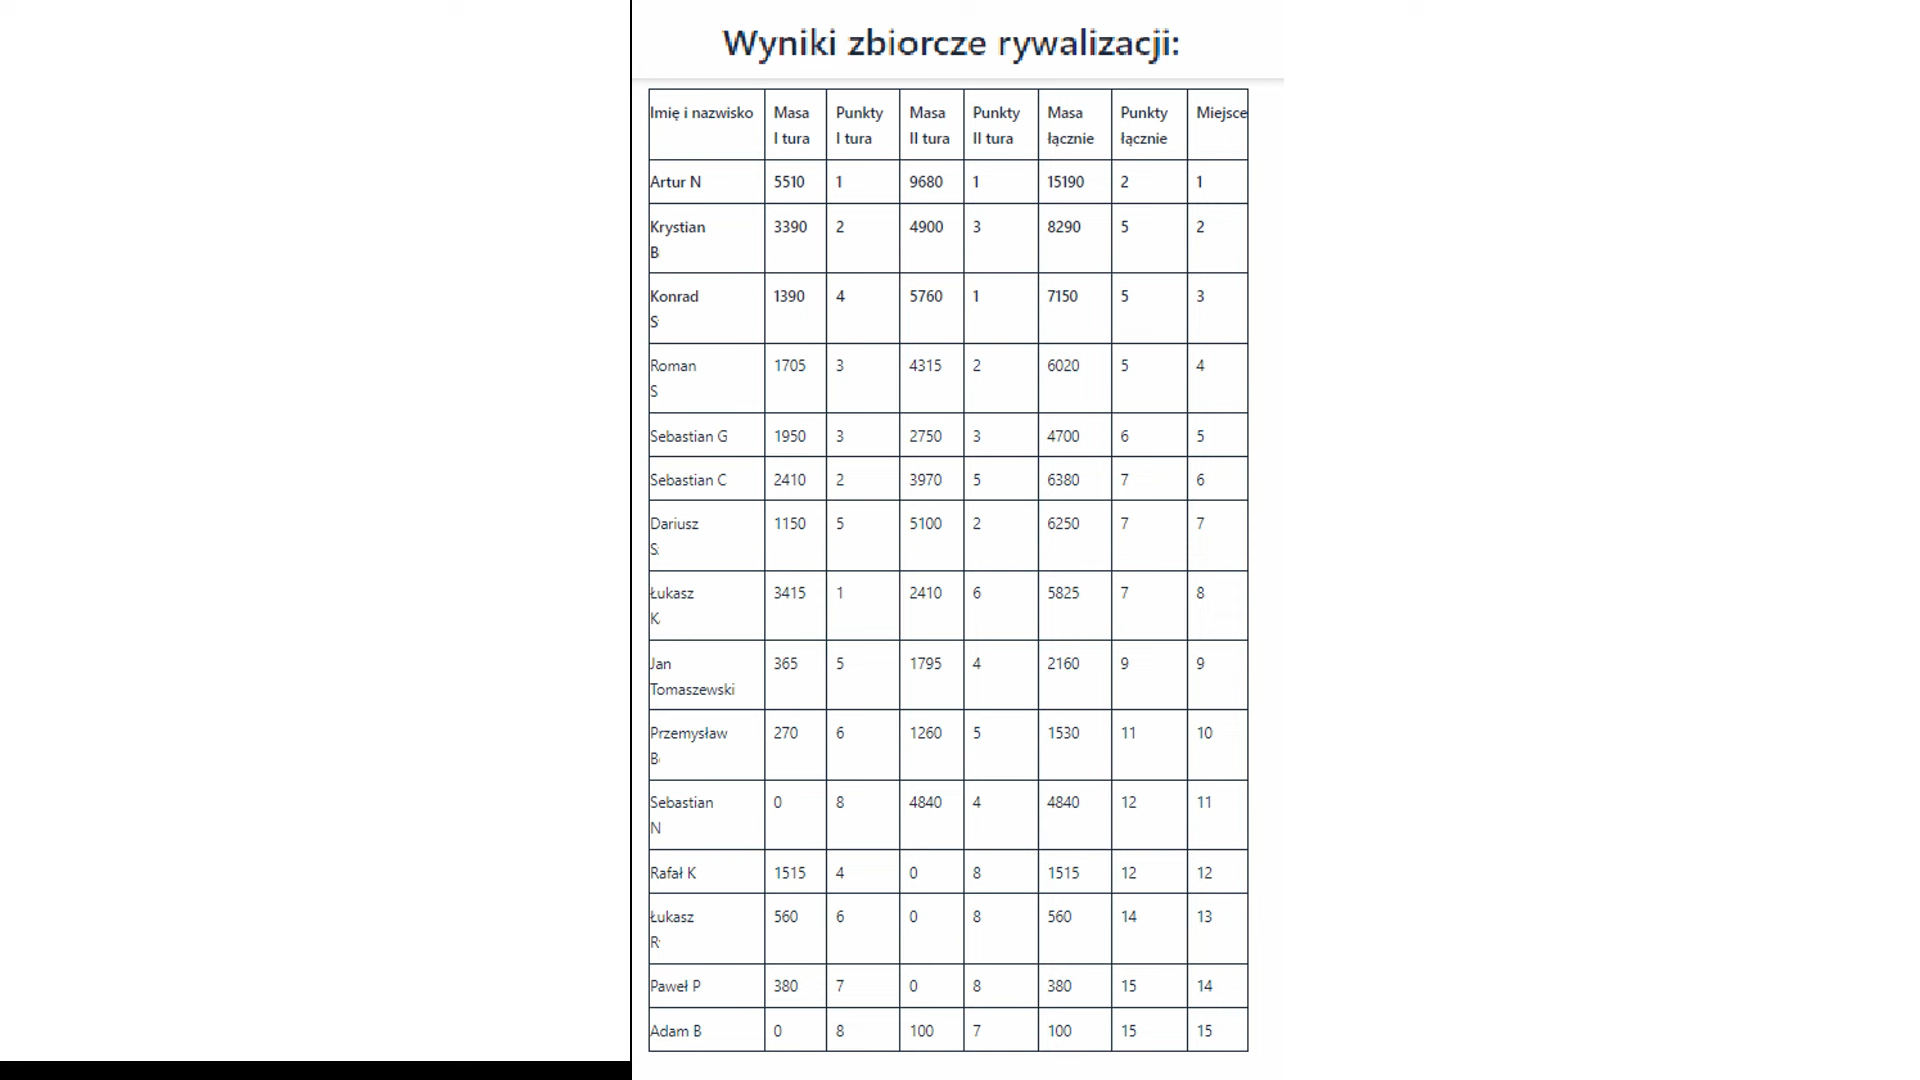 Wyniki zbiorcze rywalizacji:
Imię i nazwisko Masa I tura Punkty I tura Masa II tura Punkty II tura Masa łącznie Punkty łącznie Miejsce
Artur N 5510 1 9680 1 15190 2 1
Krystian B 3390 2 4900 3 8290 5 2
Konrad S 1390 4 5760 1 7150 5 3
Roman S 1705 3 4315 2 6020 5 4
Sebastian G 1950 3 2750 3 4700 6 5
Sebastian C 2410 2 3970 5 6380 7 6
Dariusz S 1150 5 5100 2 6250 7 7
Łukasz K 3415 1 2410 6 5825 7 8
Jan Tomaszewski 365 5 1795 4 2160 9 9
Przemysław B 270 6 1260 5 1530 11 10
Sebastian N 0 8 4840 4 4840 12 11
Rafał K 1515 4 0 8 1515 12 12
Łukasz R 560 6 0 8 560 14 13
Paweł P 380 7 0 8 380 15 14
Adam B 0 8 100 7 100 15 15